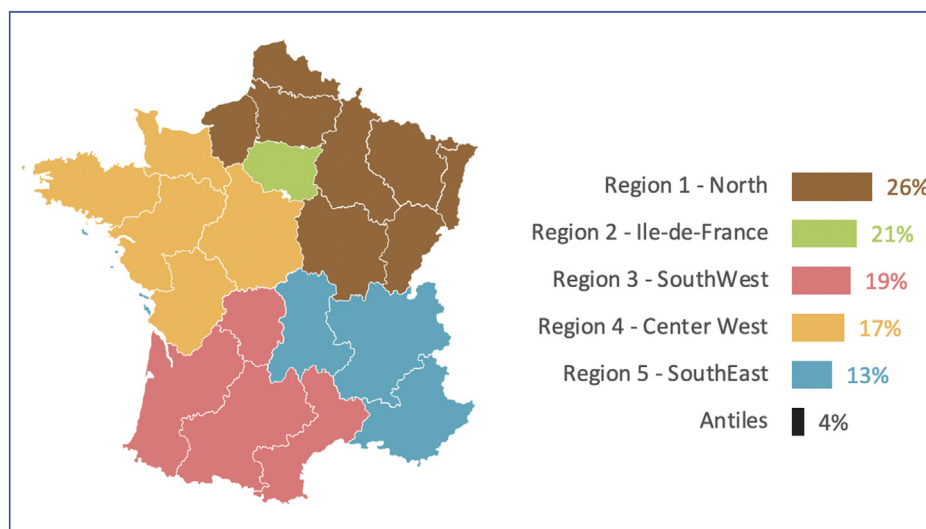 Region 1 - North 26%
Region 2 - Ile-de-France 21%
Region 3 - SouthWest 19%
Region 4 - Center West 17%
Region 5 - SouthEast 13%
Antiles 4%